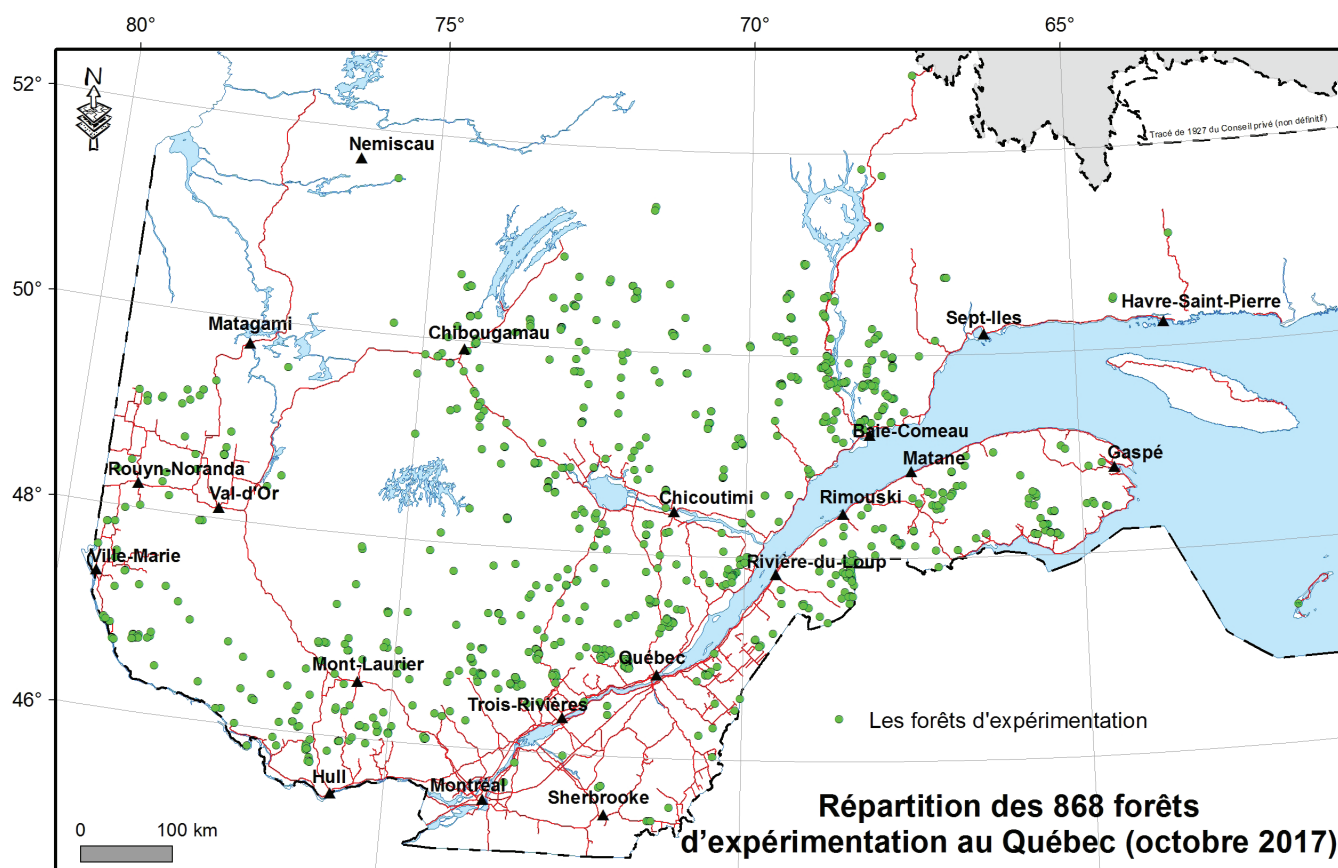 80°
75°
70°
65°
52°
N
Tracé de 1927 du Conseil privé (non définitif)
Nemiscau
50°
Havre-Saint-Pierre
Sept-Iles
Matagami
Chibougamau
Baie-Comeau
Gaspé
Matane
Rouyn-Noranda
48°
Val-d'Or
Chicoutimi
Rimouski
Ville-Marie
Rivière-du-Loup
Québec
Mont-Laurier
46°
Trois-Rivières
Les forêts d'expérimentation
Hull
Montréal
Sherbrooke
Répartition des 868 forêts
d'expérimentation au Québec (octobre 2017)
0 100 km